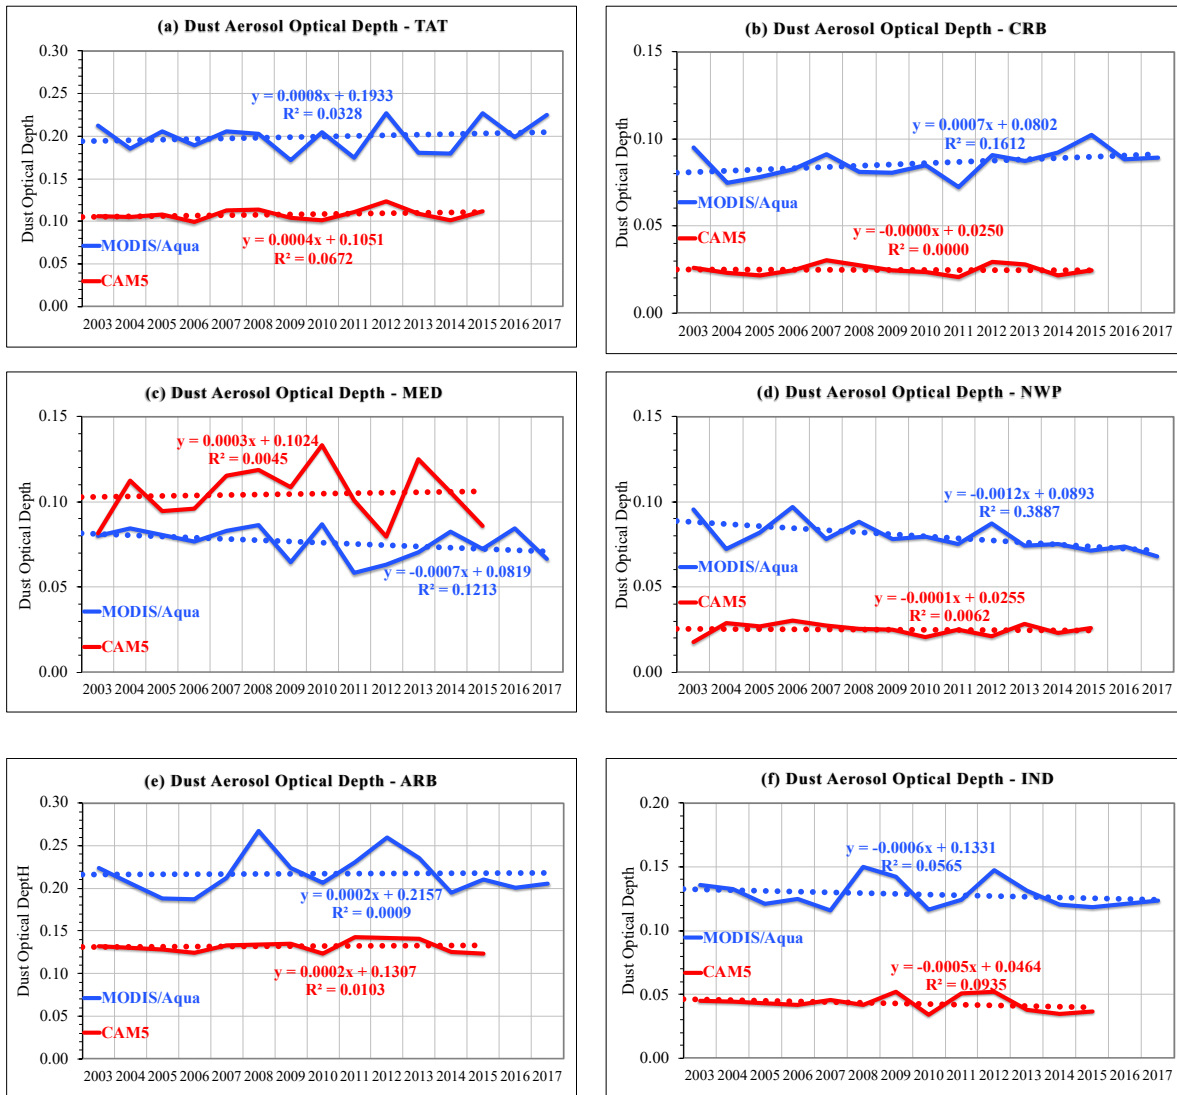 (a) Dust Aerosol Optical Depth - TAT
0.30
0.20
0.10
0.00
Dust Optical Depth
y = 0.0008x + 0.1933
R² = 0.0328
MODIS/Aqua
y = 0.0004x + 0.1051
R² = 0.0672
CAM5
2003 2004 2005 2006 2007 2008 2009 2010 2011 2012 2013 2014 2015 2016 2017
(b) Dust Aerosol Optical Depth - CRB
0.15
0.10
0.05
0.00
Dust Optical Depth
y = 0.0007x + 0.0802
R² = 0.1612
MODIS/Aqua
CAM5
y = -0.0000x + 0.0250
R² = 0.0000
2003 2004 2005 2006 2007 2008 2009 2010 2011 2012 2013 2014 2015 2016 2017
(c) Dust Aerosol Optical Depth - MED
0.15
0.10
0.05
0.00
Dust Optical Depth
y = 0.0003x + 0.1024
R² = 0.0045
y = -0.0007x + 0.0819
R² = 0.1213
MODIS/Aqua
CAM5
2003 2004 2005 2006 2007 2008 2009 2010 2011 2012 2013 2014 2015 2016 2017
(d) Dust Aerosol Optical Depth - NWP
0.15
0.10
0.05
0.00
Dust Optical Depth
y = -0.0012x + 0.0893
R² = 0.3887
MODIS/Aqua
CAM5
y = -0.0001x + 0.0255
R² = 0.0062
2003 2004 2005 2006 2007 2008 2009 2010 2011 2012 2013 2014 2015 2016 2017
(e) Dust Aerosol Optical Depth - ARB
0.30
0.25
0.20
0.15
0.10
0.05
0.00
Dust Optical DeptH
y = 0.0002x + 0.2157
R² = 0.0009
y = 0.0002x + 0.1307
R² = 0.0103
MODIS/Aqua
CAM5
2003 2004 2005 2006 2007 2008 2009 2010 2011 2012 2013 2014 2015 2016 2017
(f) Dust Aerosol Optical Depth - IND
0.20
0.15
0.10
0.05
0.00
Dust Optical Depth
y = -0.0006x + 0.1331
R² = 0.0565
MODIS/Aqua
CAM5
y = -0.0005x + 0.0464
R² = 0.0935
2003 2004 2005 2006 2007 2008 2009 2010 2011 2012 2013 2014 2015 2016 2017